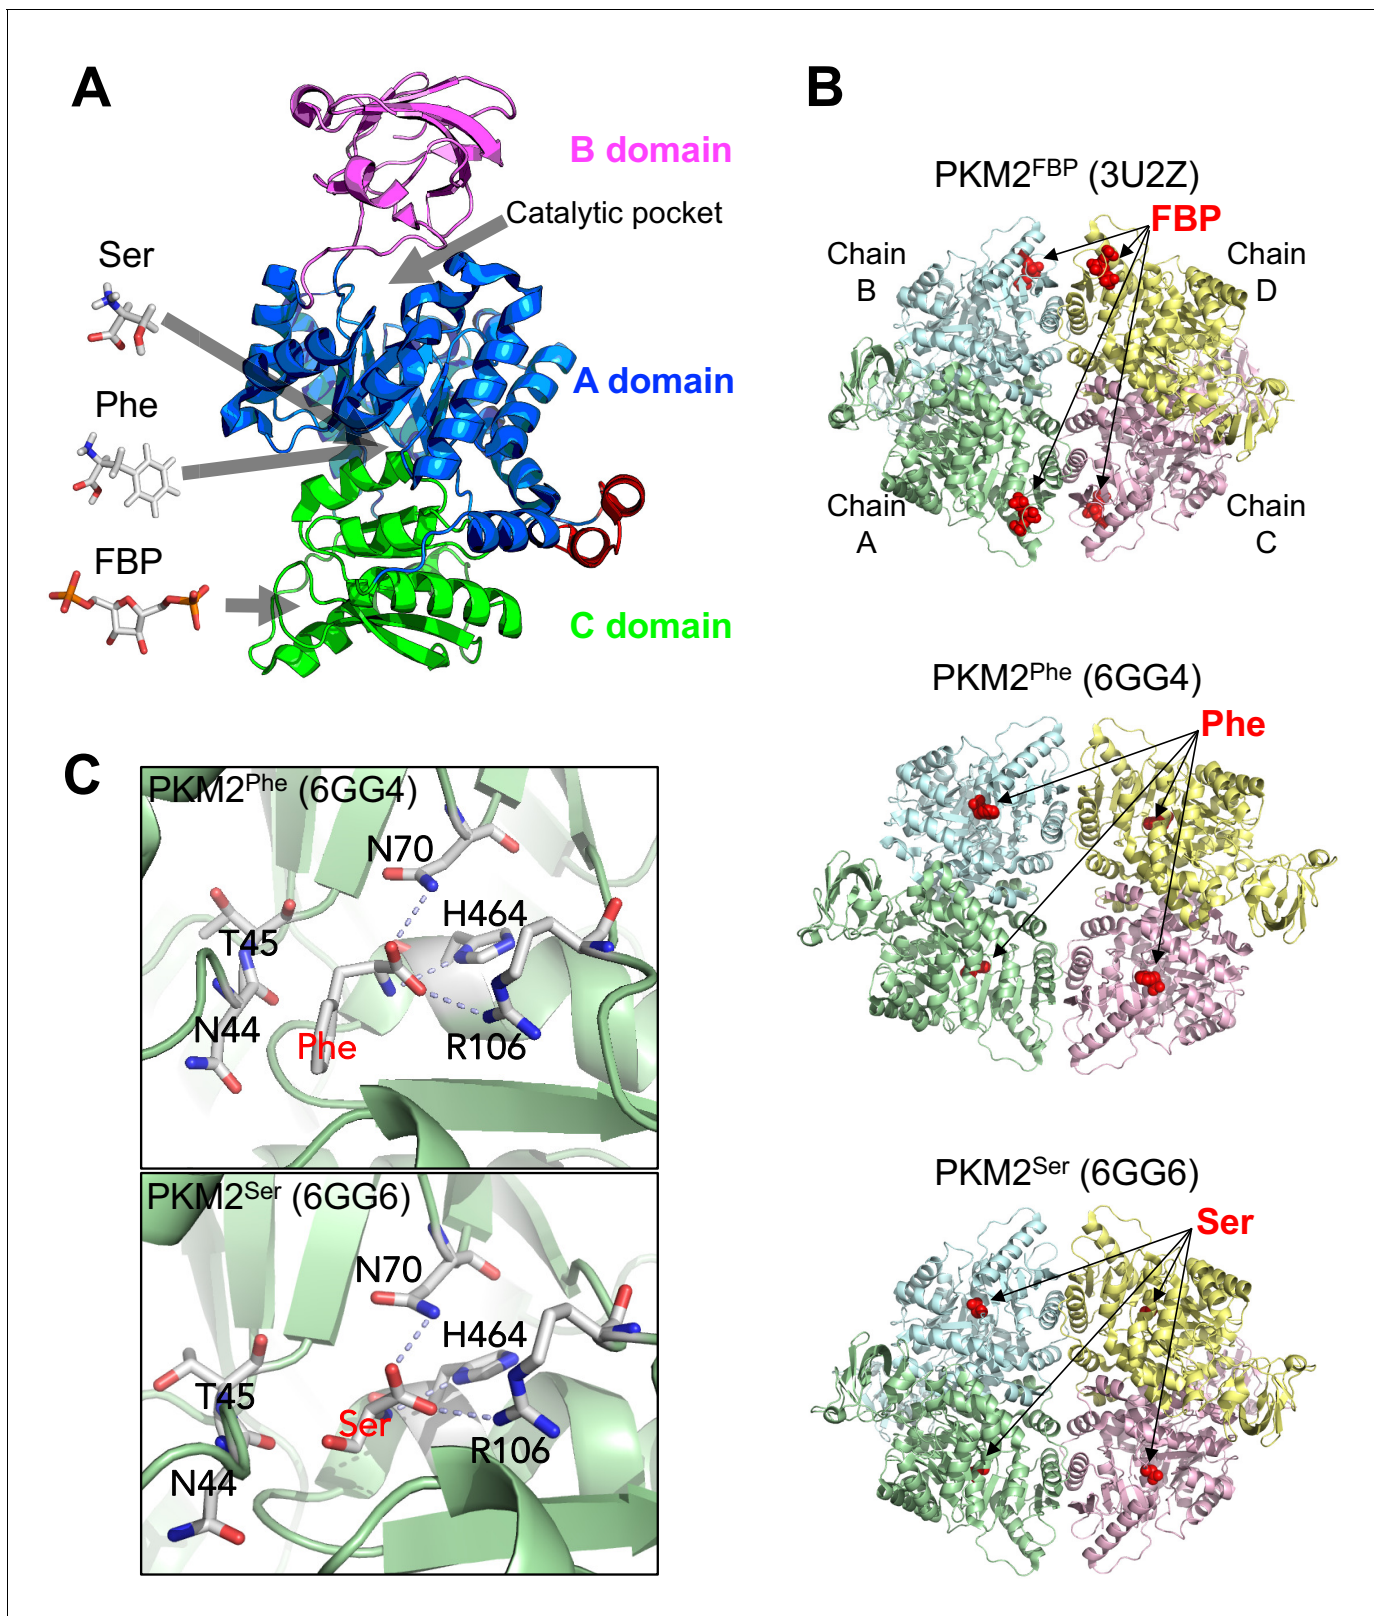 A
B domain
Catalytic pocket
Ser
Phe
A domain
FBP
C domain
B
PKM2FBP (3U2Z)
FBP
Chain
B
Chain
D
Chain
A
Chain
C
PKM2Phe (6GG4)
Phe
PKM2Ser (6GG6)
Ser
C
PKM2Phe (6GG4)
N70
H464
T45
N44
Phe
R106
PKM2Ser (6GG6)
N70
H464
T45
Ser
R106
N44